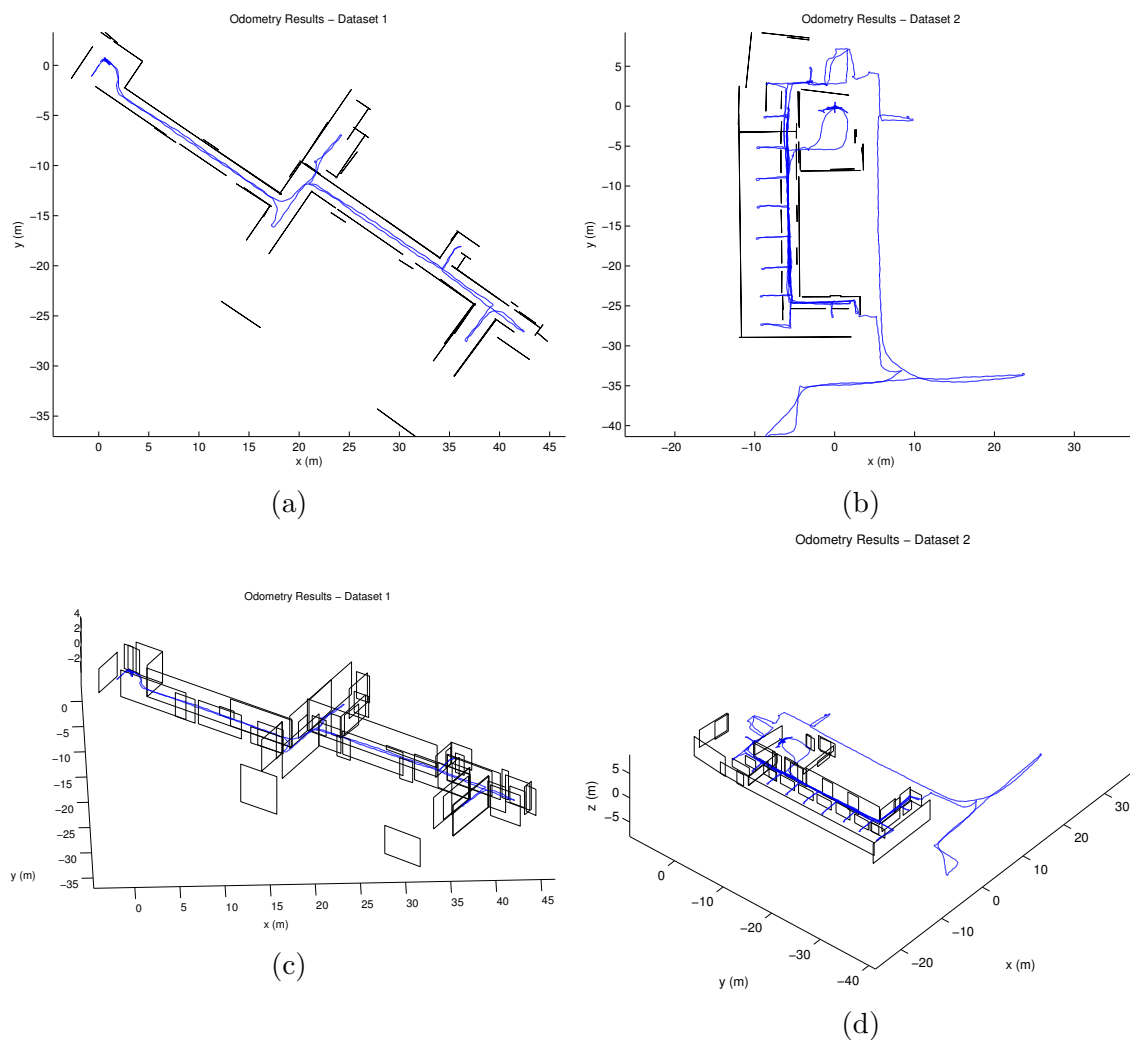 Odometry Results − Dataset 1
0
−5
−10
−15
−20
−25
−30
−35
y (m)
0 5 10 15 20 25 30 35 40 45
x (m)
(a)
Odometry Results − Dataset 2
5
0
−5
−10
−15
−20
−25
−30
−35
−40
y (m)
−20 −10 0 10 20 30
x (m)
(b)
Odometry Results − Dataset 1
4
2
0
−2
0
−5
−10
−15
−20
−25
−30
−35
y (m)
0 5 10 15 20 25 30 35 40 45
x (m)
(c)
Odometry Results − Dataset 2
5
0
−5
z (m)
0
−10
−20
−30
−40
y (m)
−20
−10
0
10
20
30
x (m)
(d)